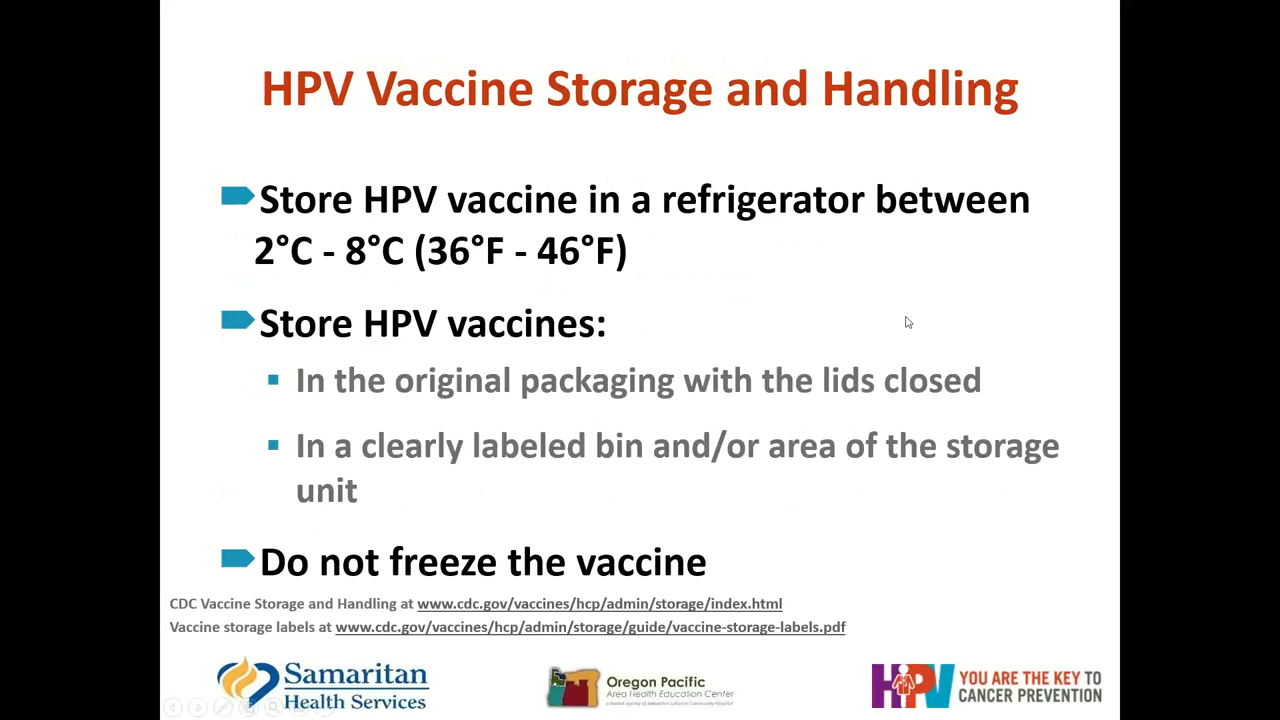 HPV Vaccine Storage and Handling
Store HPV vaccine in a refrigerator between
2°C - 8°C (36°F - 46°F)
Store HPV vaccines:
In the original packaging with the lids closed
In a clearly labeled bin and/or area of the storage
unit
Do not freeze the vaccine
CDC Vaccine Storage and Handling at www.cdc.gov/vaccines/hcp/admin/storage/index.html
Vaccine storage labels at www.cdc.gov/vaccines/hcp/admin/storage/guide/vaccine-storage-labels.pdf
Samaritan
Health Services
Oregon Pacific
Area Health Education Center
HPV
YOU ARE THE KEY TO
CANCER PREVENTION